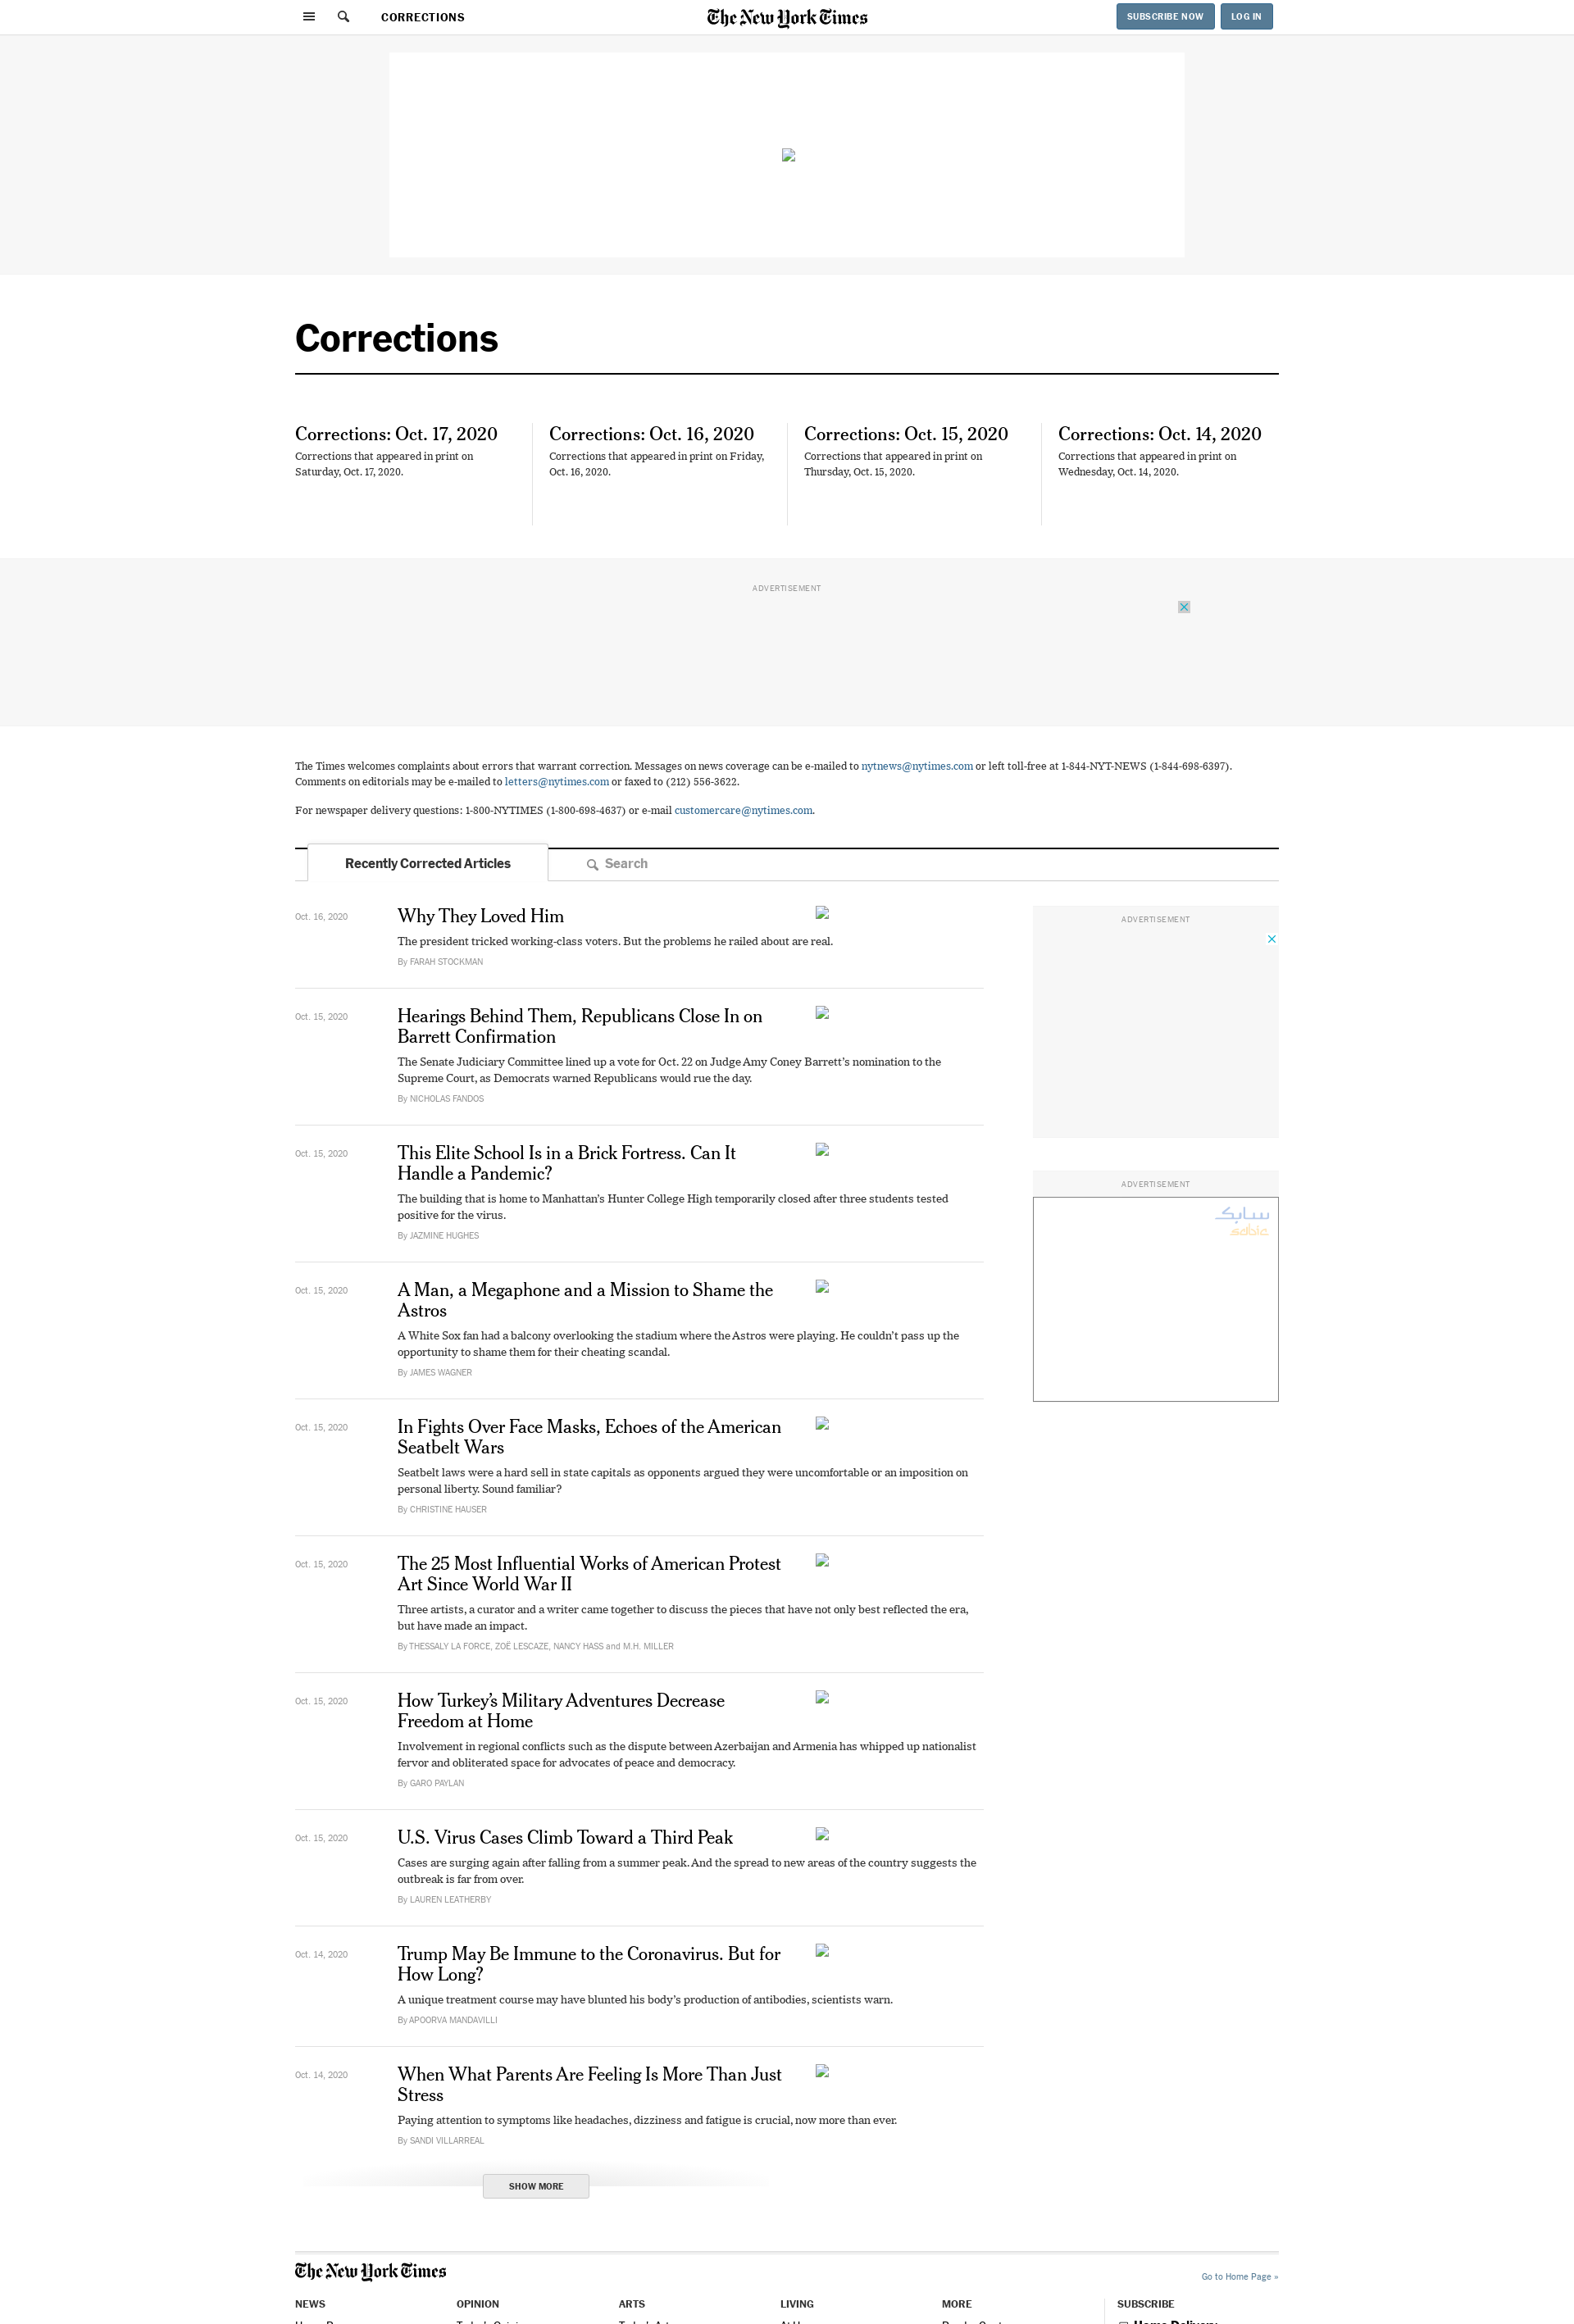 CORRECTIONS
The New York Times
SUBSCRIBE NOW
LOG IN
Corrections
Corrections: Oct. 17, 2020
Corrections that appeared in print on
Saturday, Oct. 17, 2020.
Corrections: Oct. 16, 2020
Corrections that appeared in print on Friday,
Oct. 16, 2020.
Corrections: Oct. 15, 2020
Corrections that appeared in print on
Thursday, Oct. 15, 2020.
Corrections: Oct. 14, 2020
Corrections that appeared in print on
Wednesday, Oct. 14, 2020.
ADVERTISEMENT
The Times welcomes complaints about errors that warrant correction. Messages on news coverage can be e-mailed to nytnews@nytimes.com or left toll-free at 1-844-NYT-NEWS (1-844-698-6397).
Comments on editorials may be e-mailed to letters@nytimes.com or faxed to (212) 556-3622.
For newspaper delivery questions: 1-800-NYTIMES (1-800-698-4637) or e-mail customercare@nytimes.com.
Recently Corrected Articles
Search
Oct. 16, 2020
Why They Loved Him
The president tricked working-class voters. But the problems he railed about are real.
By FARAH STOCKMAN
Oct. 15, 2020
Hearings Behind Them, Republicans Close In on
Barrett Confirmation
The Senate Judiciary Committee lined up a vote for Oct. 22 on Judge Amy Coney Barrett’s nomination to the
Supreme Court, as Democrats warned Republicans would rue the day.
By NICHOLAS FANDOS
Oct. 15, 2020
This Elite School Is in a Brick Fortress. Can It
Handle a Pandemic?
The building that is home to Manhattan’s Hunter College High temporarily closed after three students tested
positive for the virus.
By JAZMINE HUGHES
Oct. 15, 2020
A Man, a Megaphone and a Mission to Shame the
Astros
A White Sox fan had a balcony overlooking the stadium where the Astros were playing. He couldn’t pass up the
opportunity to shame them for their cheating scandal.
By JAMES WAGNER
Oct. 15, 2020
In Fights Over Face Masks, Echoes of the American
Seatbelt Wars
Seatbelt laws were a hard sell in state capitals as opponents argued they were uncomfortable or an imposition on
personal liberty. Sound familiar?
By CHRISTINE HAUSER
Oct. 15, 2020
The 25 Most Influential Works of American Protest
Art Since World War II
Three artists, a curator and a writer came together to discuss the pieces that have not only best reflected the era,
but have made an impact.
By THESSALY LA FORCE, ZOË LESCAZE, NANCY HASS and M.H. MILLER
Oct. 15, 2020
How Turkey’s Military Adventures Decrease
Freedom at Home
Involvement in regional conflicts such as the dispute between Azerbaijan and Armenia has whipped up nationalist
fervor and obliterated space for advocates of peace and democracy.
By GARO PAYLAN
Oct. 15, 2020
U.S. Virus Cases Climb Toward a Third Peak
Cases are surging again after falling from a summer peak. And the spread to new areas of the country suggests the
outbreak is far from over.
By LAUREN LEATHERBY
Oct. 14, 2020
Trump May Be Immune to the Coronavirus. But for
How Long?
A unique treatment course may have blunted his body’s production of antibodies, scientists warn.
By APOORVA MANDAVILLI
Oct. 14, 2020
When What Parents Are Feeling Is More Than Just
Stress
Paying attention to symptoms like headaches, dizziness and fatigue is crucial, now more than ever.
By SANDI VILLARREAL
SHOW MORE
ADVERTISEMENT
ADVERTISEMENT
سابك
sabic
The New York Times
Go to Home Page »
NEWS
OPINION
ARTS
LIVING
MORE
SUBSCRIBE